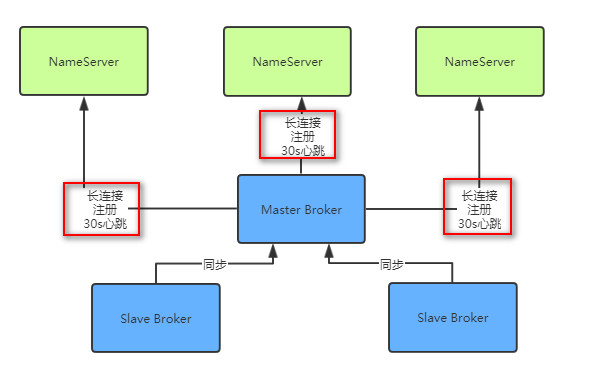 NameServer
NameServer
NameServer
长连接
注册
30s心跳
长连接
注册
30s心跳
长连接
注册
30s心跳
Master Broker
同步
同步
Slave Broker
Slave Broker